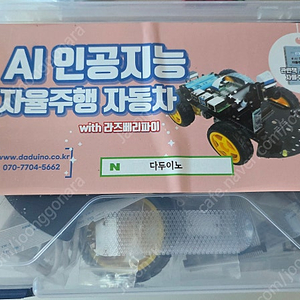 AI 인공지능
자율주행 자동차
with 라즈베리파이
www.daduino.co.kr
070-7704-5662
N 다두이노